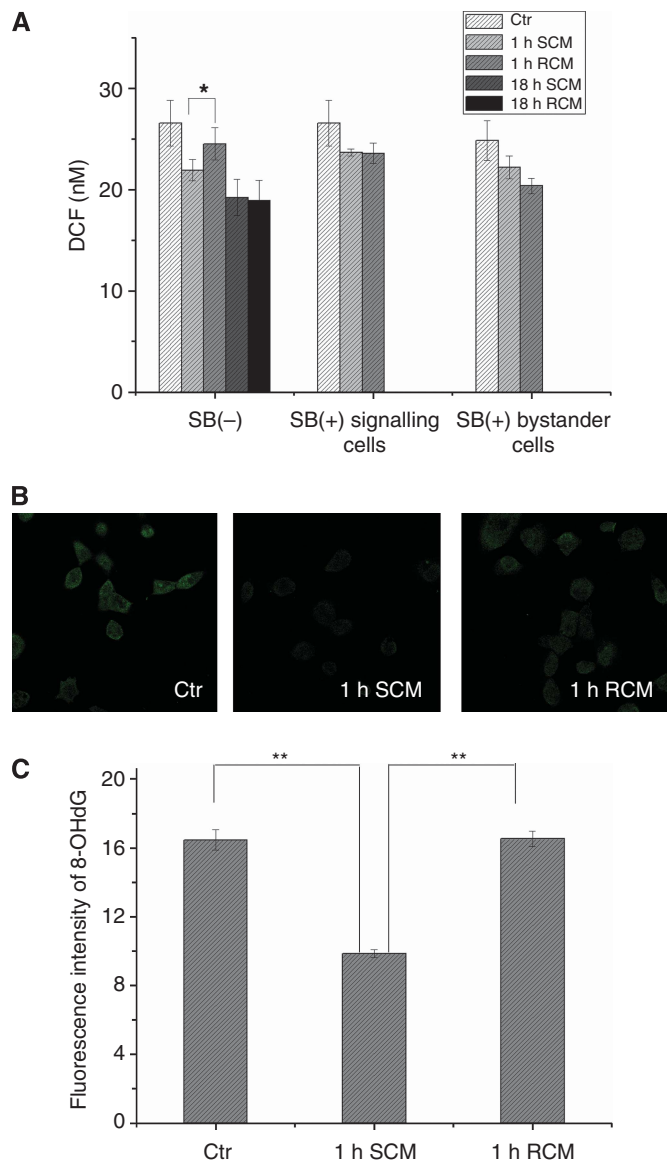 A
Ctr
1 h SCM
1 h RCM
18 h SCM
18 h RCM
*
30
20
10
0
DCF (nM)
SB(–)
SB(+) signalling
cells
SB(+) bystander
cells
B
Ctr
1 h SCM
1 h RCM
C
**
**
20
16
12
8
4
0
Fluorescence intensity of 8-OHdG
Ctr
1 h SCM
1 h RCM